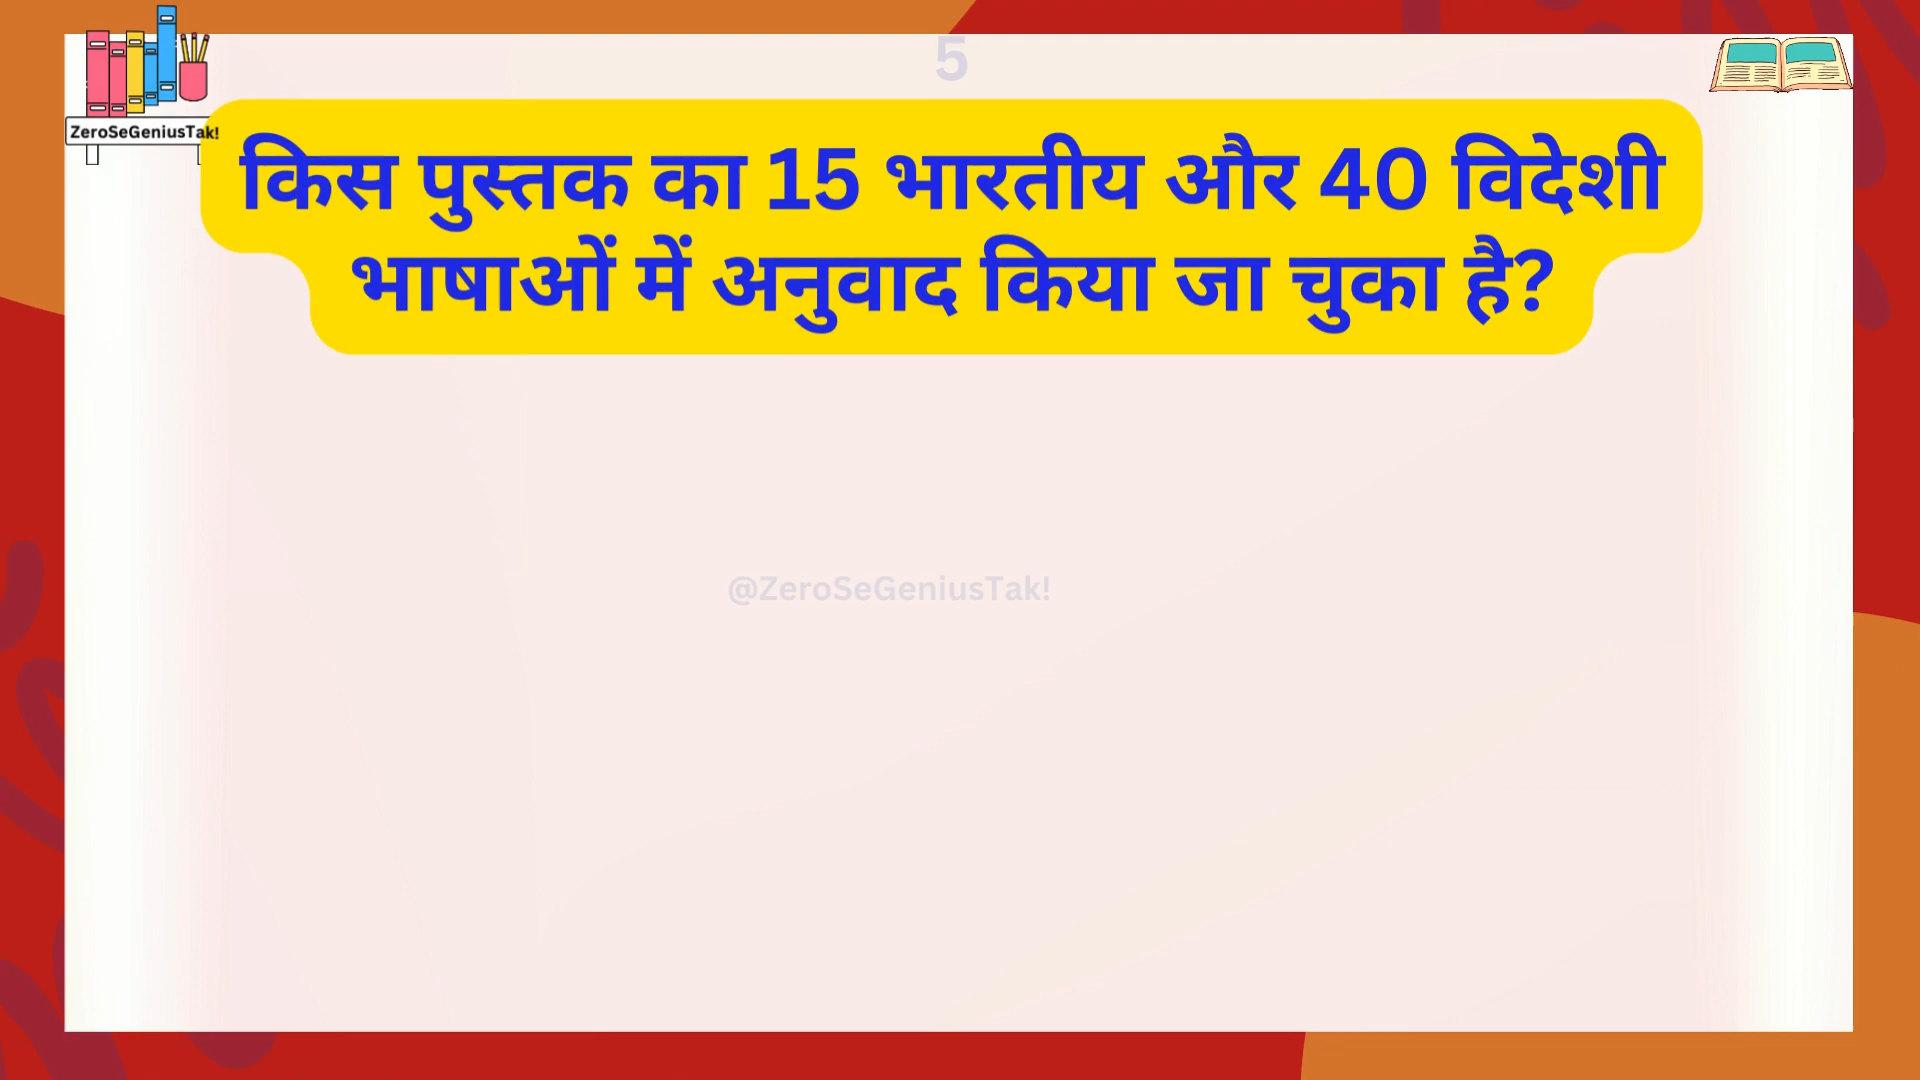 5
ZeroSeGeniusTak!
किस पुस्तक का 15 भारतीय और 40 विदेशी
भाषाओं में अनुवाद किया जा चुका है?
@ZeroSeGeniusTak!